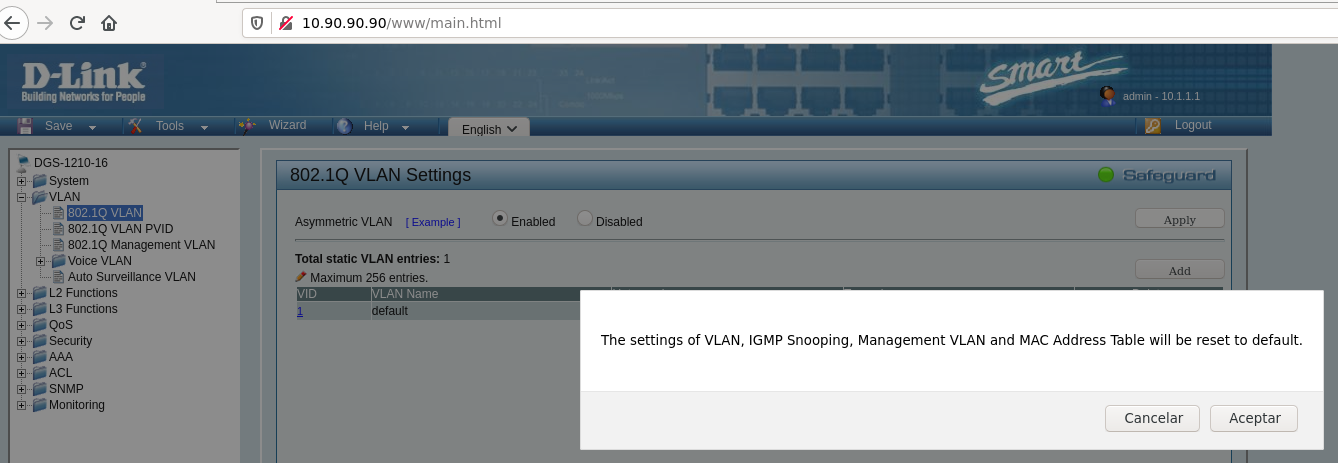 10.90.90.90/www/main.html
D-Link
Building Networks for People
smart
admin - 10.1.1.1
Save
Tools
Wizard
Help
English
Logout
DGS-1210-16
System
VLAN
802.1Q VLAN
802.1Q VLAN PVID
802.1Q Management VLAN
Voice VLAN
Auto Surveillance VLAN
L2 Functions
L3 Functions
QoS
Security
AAA
ACL
SNMP
Monitoring
802.1Q VLAN Settings
Safeguard
Asymmetric VLAN [ Example ] Enabled Disabled Apply
Total static VLAN entries: 1
Maximum 256 entries. Add
VID VLAN Name
1 default
The settings of VLAN, IGMP Snooping, Management VLAN and MAC Address Table will be reset to default.
Cancelar Aceptar